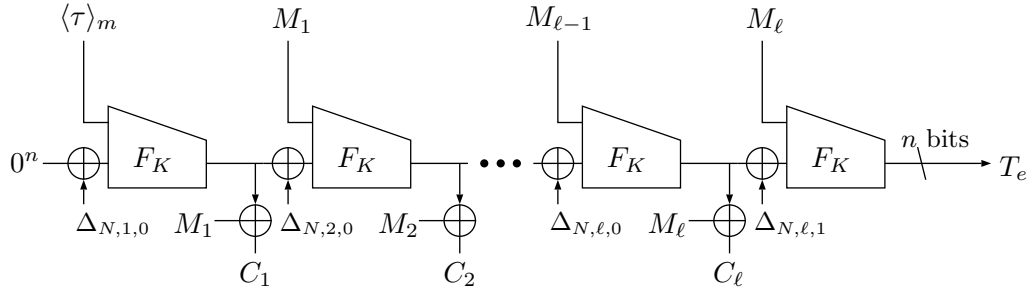 ⟨τ⟩_m M_1 M_{ℓ−1} M_ℓ
n bits
0^n F_K F_K F_K F_K T_e
Δ_{N,1,0} M_1 Δ_{N,2,0} M_2 Δ_{N,ℓ,0} M_ℓ Δ_{N,ℓ,1}
C_1 C_2 C_ℓ